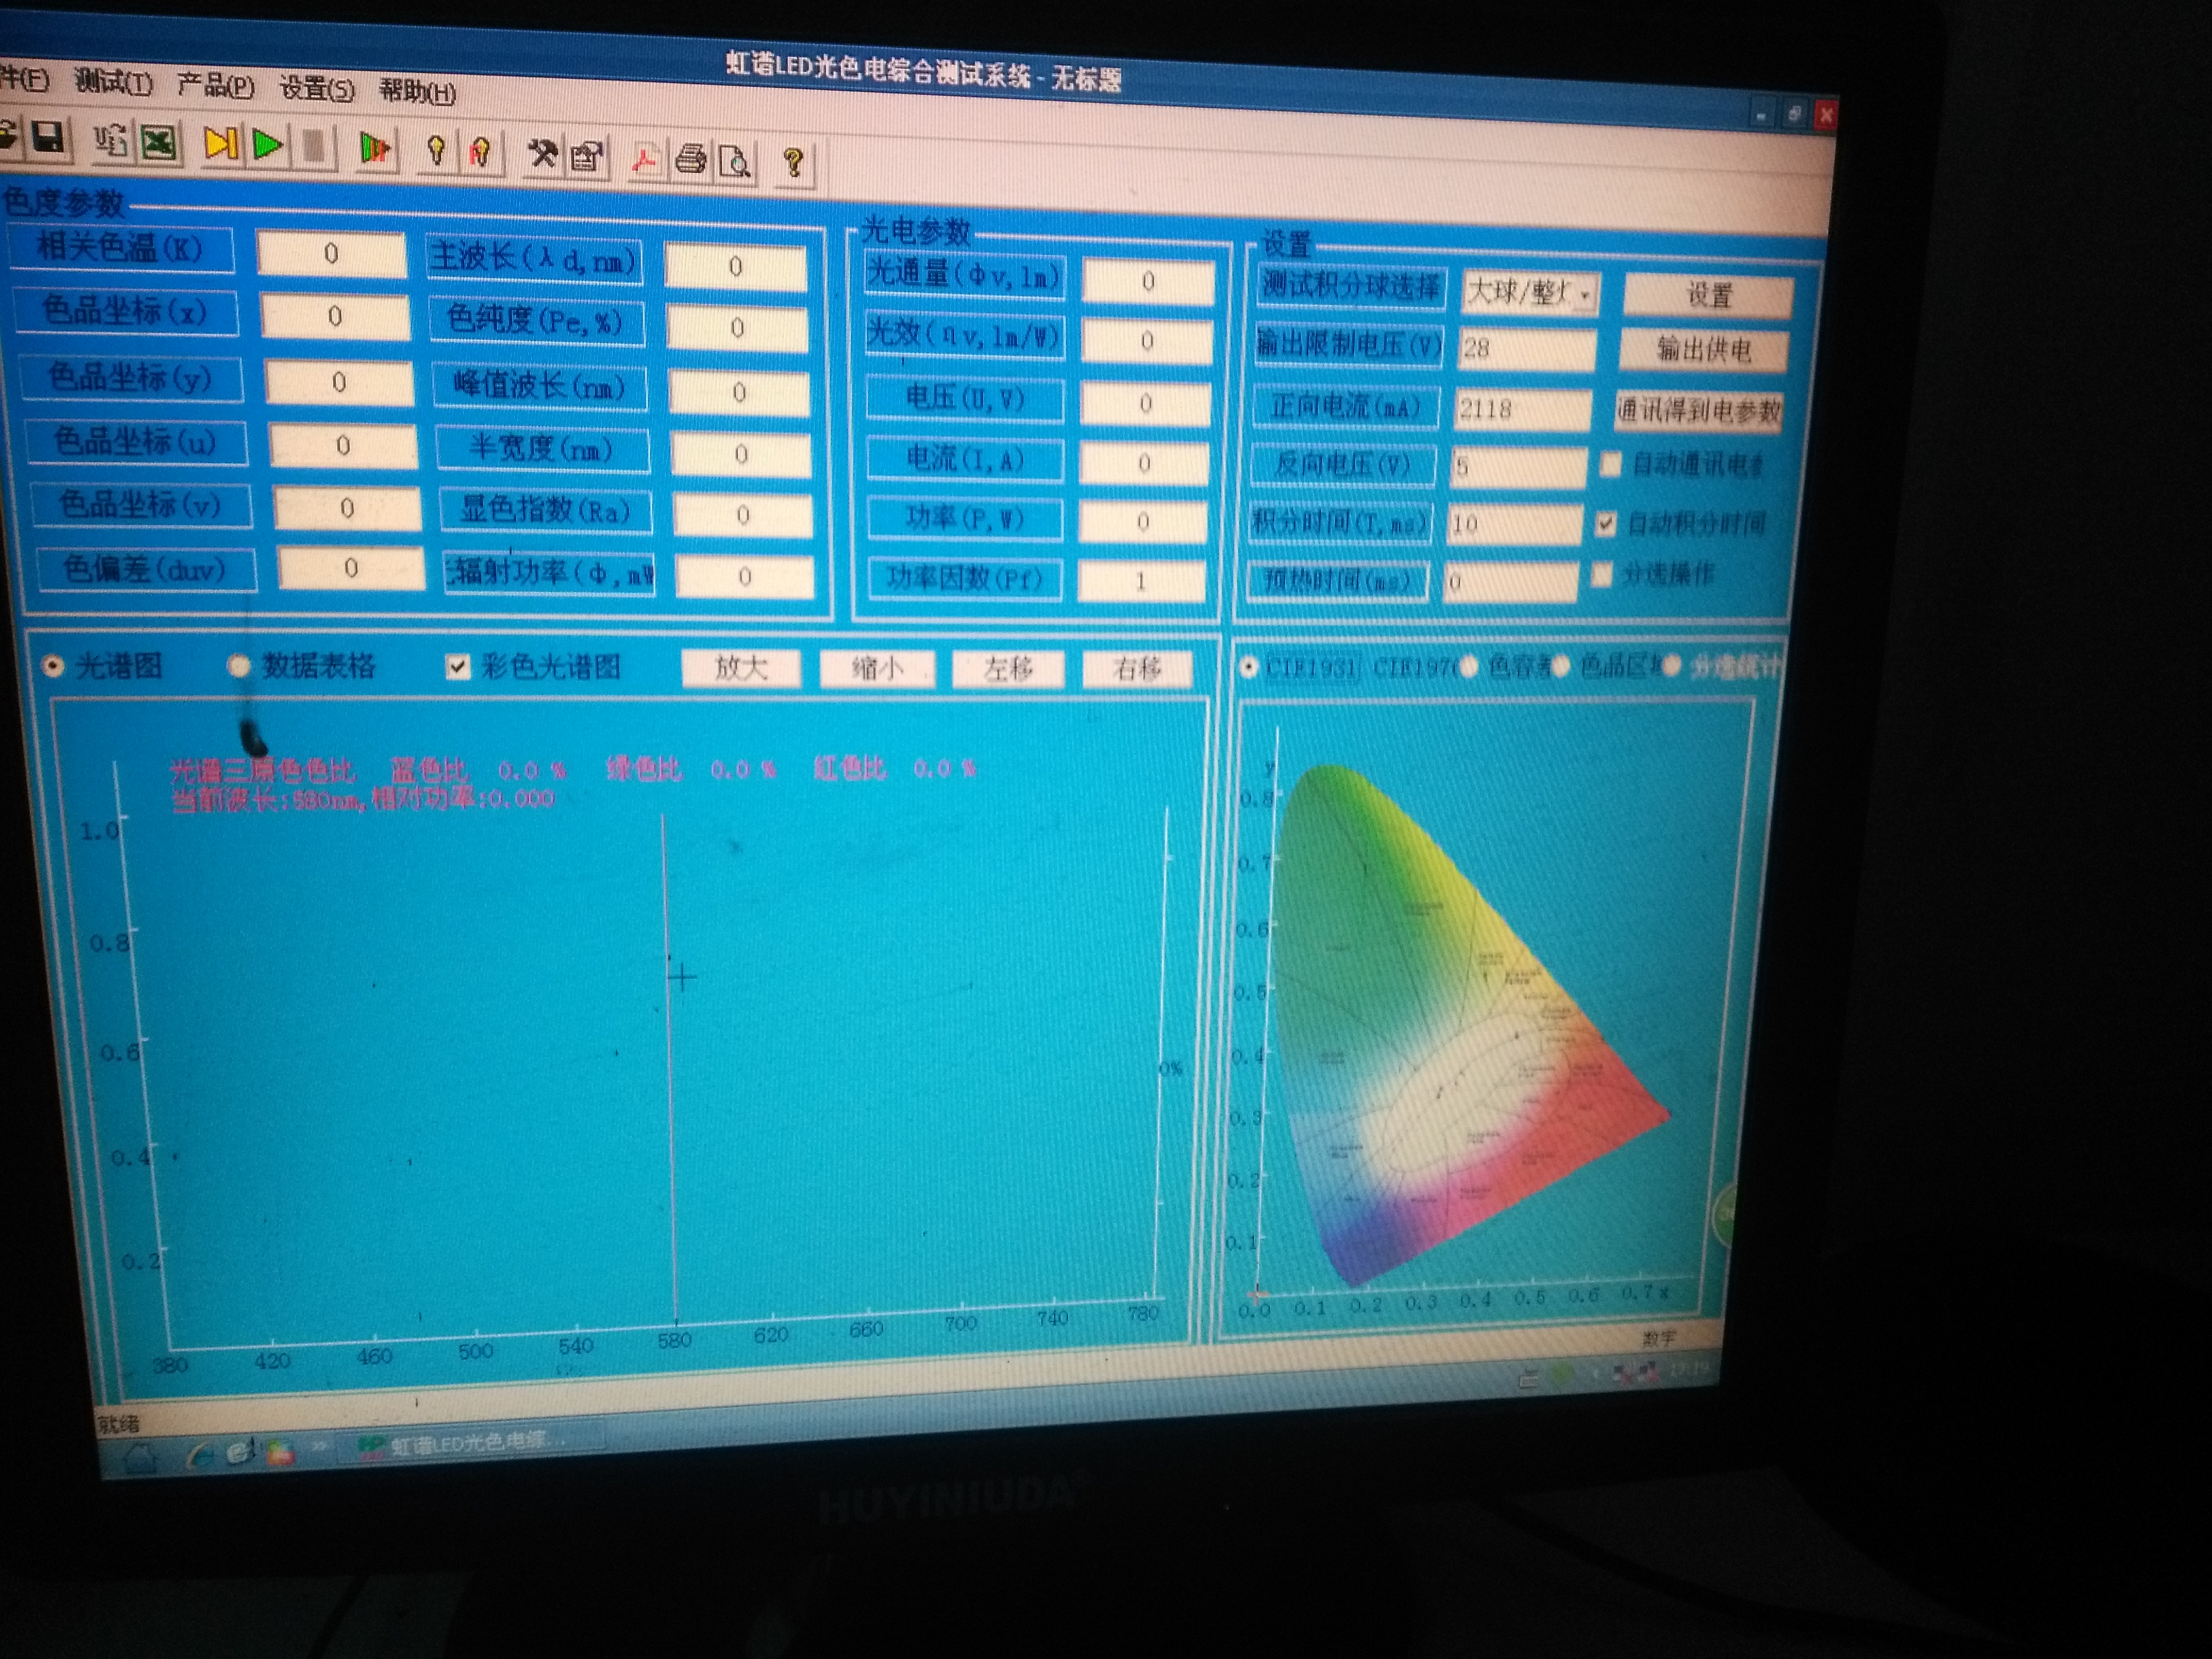 虹谱LED光色电综合测试系统 - 无标题
件(F) 测试(T) 产品(P) 设置(S) 帮助(H)
色度参数
相关色温(K) 0 主波长(λd,nm) 0
色品坐标(x) 0 色纯度(Pe,%) 0
色品坐标(y) 0 峰值波长(nm) 0
色品坐标(u) 0 半宽度(nm) 0
色品坐标(v) 0 显色指数(Ra) 0
色偏差(duv) 0 辐射功率(Φ,mW 0
光电参数
光通量(Φv,lm) 0
光效(ηv,lm/W) 0
电压(U,V) 0
电流(I,A) 0
功率(P,W) 0
功率因数(Pf) 1
设置
测试积分球选择 大球/整灯 设置
输出限制电压(V) 28 输出供电
正向电流(mA) 2118 通讯得到电参数
反向电压(V) 5 自动通讯电
积分时间(T,ms) 10 自动积分时间
预热时间(ms) 0 分选操作
光谱图 数据表格 彩色光谱图 放大 缩小 左移 右移
光谱三原色色比 蓝色比 0.0 % 绿色比 0.0 % 红色比 0.0 %
当前波长:580nm,相对功率:0.000
1.0
0.8
0.6
0.4
0.2
0%
380 420 460 500 540 580 620 660 700 740 780
CIE1931 CIE197 色容差 色品区 分选统计
y
0.8
0.7
0.6
0.5
0.4
0.3
0.2
0.1
0.0 0.1 0.2 0.3 0.4 0.5 0.6 0.7 x
就绪 数字
虹谱LED光色电综... 17:19
HUYINIUDA